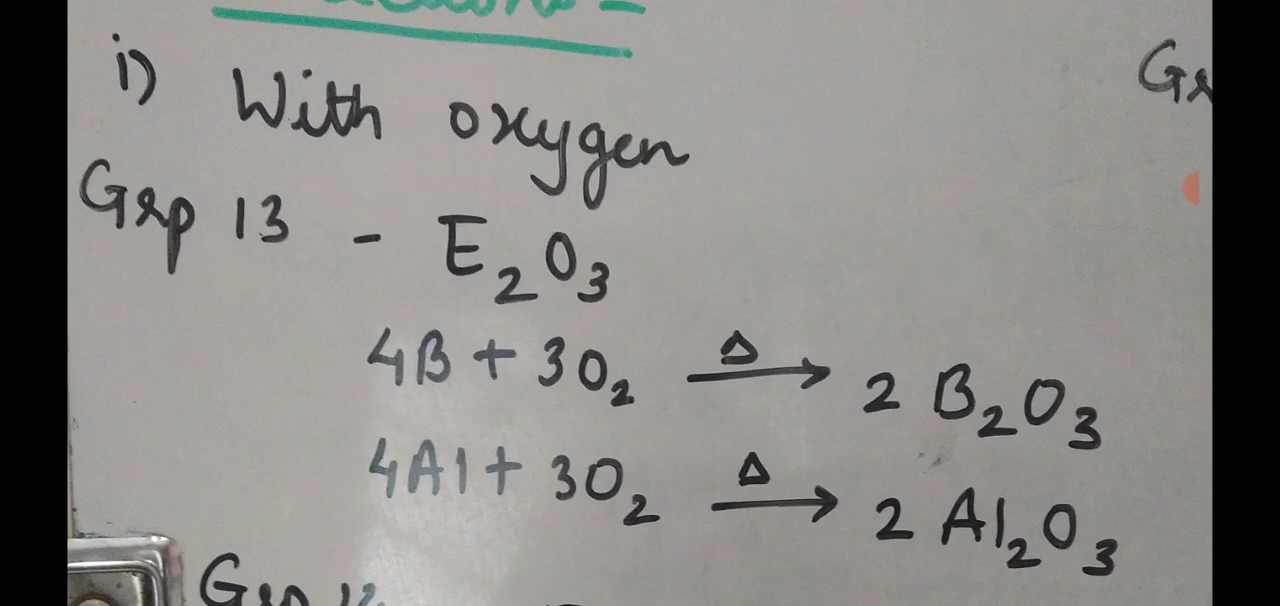 i) With oxygen
Grp 13 - E₂O₃
4B + 3O₂ —Δ→ 2 B₂O₃
4Al + 3O₂ —Δ→ 2 Al₂O₃